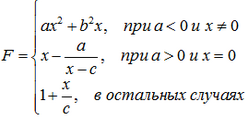 F = { ax² + b²x, при a < 0 и x ≠ 0
x - a/(x - c), при a > 0 и x = 0
1 + x/c, в остальных случаях